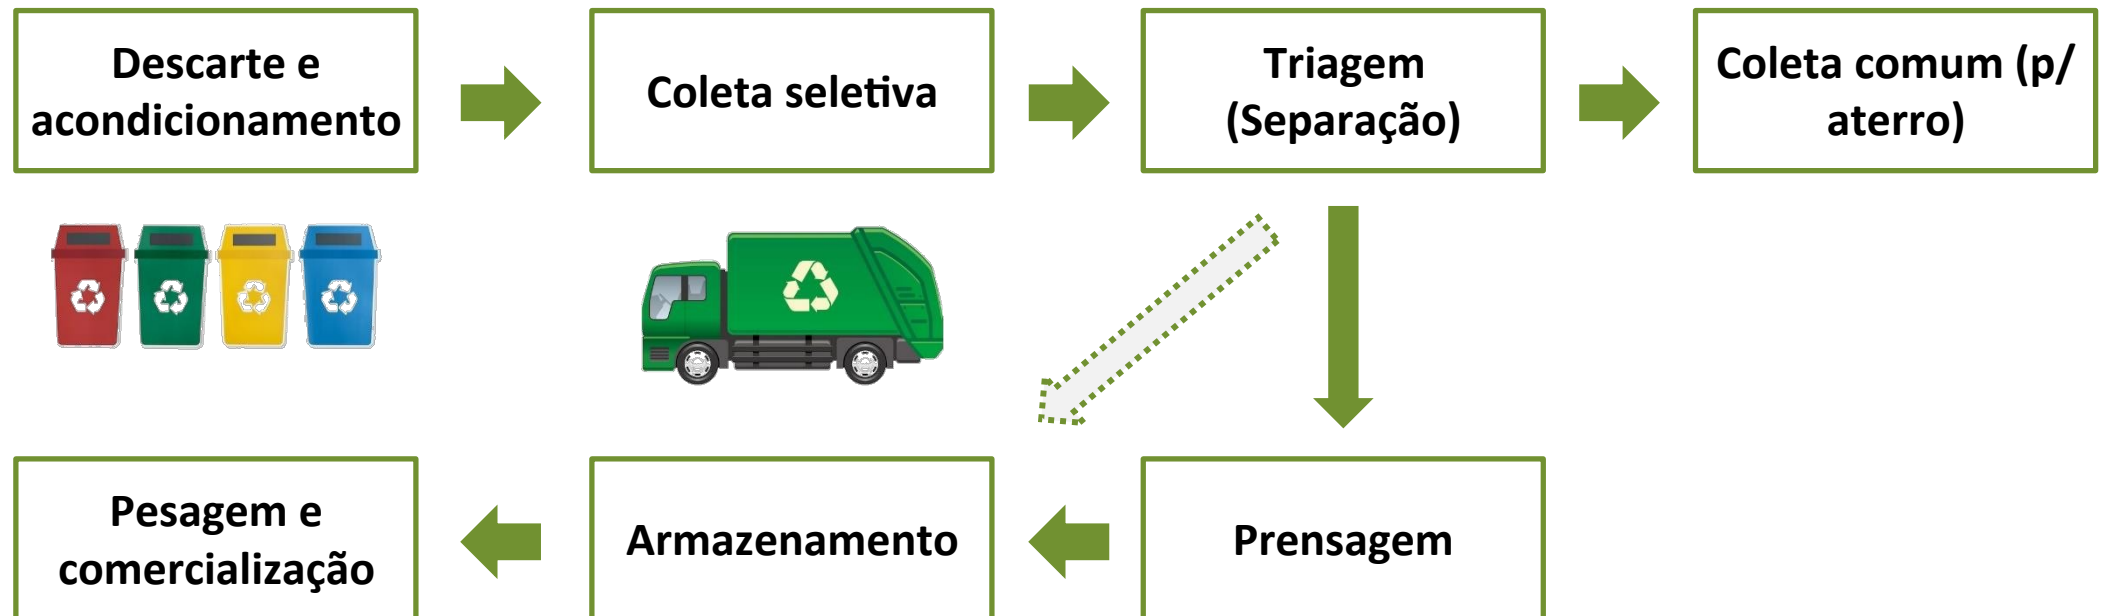 Descarte e
acondicionamento
Coleta seletiva
Triagem
(Separação)
Coleta comum (p/
aterro)
Pesagem e
comercialização
Armazenamento
Prensagem